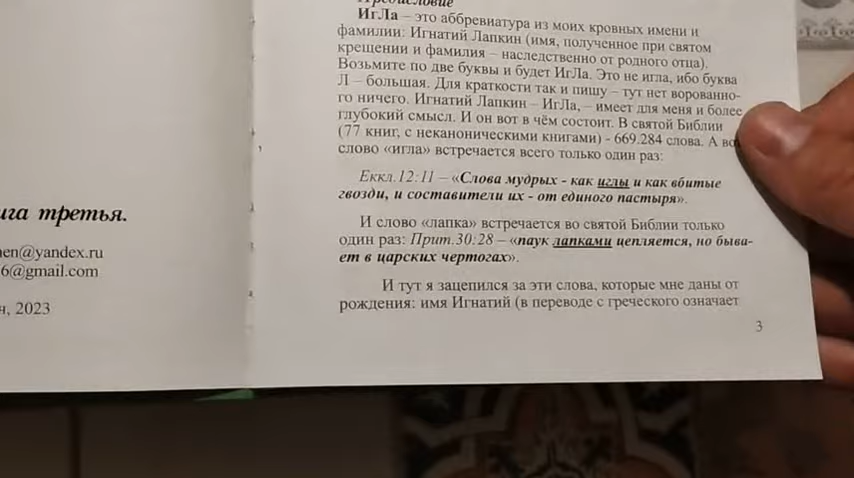 ига третья.
nen@yandex.ru
6@gmail.com
н, 2023
Предисловие
ИгЛа – это аббревиатура из моих кровных имени и
фамилии: Игнатий Лапкин (имя, полученное при святом
крещении и фамилия – наследственно от родного отца).
Возьмите по две буквы и будет ИгЛа. Это не игла, ибо буква
Л – большая. Для краткости так и пишу – тут нет ворованно-
го ничего. Игнатий Лапкин – ИгЛа, – имеет для меня и более
глубокий смысл. И он вот в чём состоит. В святой Библии
(77 книг, с неканоническими книгами) - 669.284 слова. А во
слово «игла» встречается всего только один раз:
Еккл.12:11 – «Слова мудрых - как иглы и как вбитые
гвозди, и составители их - от единого пастыря».
И слово «лапка» встречается во святой Библии только
один раз: Прит.30:28 – «паук лапками цепляется, но быва-
ет в царских чертогах».
И тут я зацепился за эти слова, которые мне даны от
рождения: имя Игнатий (в переводе с греческого означает
3